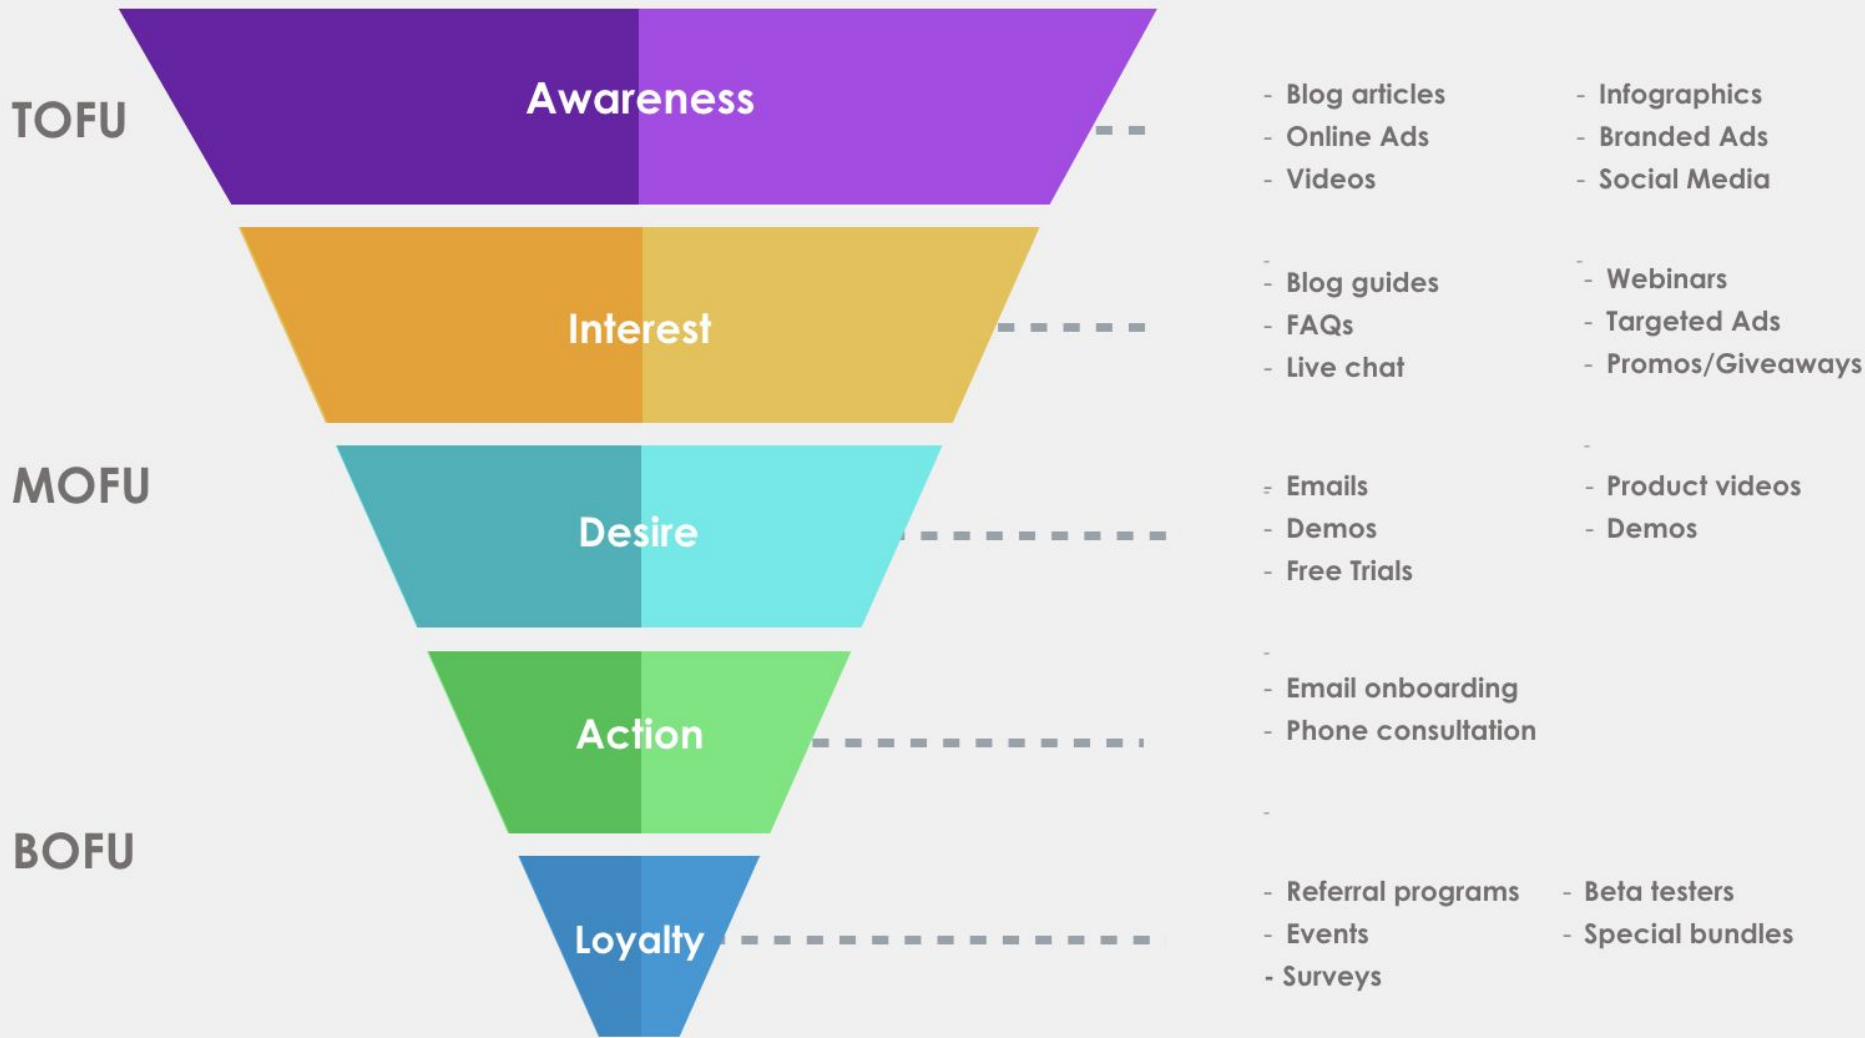 TOFU
Awareness
- Blog articles
- Online Ads
- Videos
- Infographics
- Branded Ads
- Social Media
Interest
-
- Blog guides
- FAQs
- Live chat
-
- Webinars
- Targeted Ads
- Promos/Giveaways
MOFU
Desire
- Emails
- Demos
- Free Trials
-
- Product videos
- Demos
Action
-
- Email onboarding
- Phone consultation
-
BOFU
Loyalty
- Referral programs
- Events
- Surveys
- Beta testers
- Special bundles